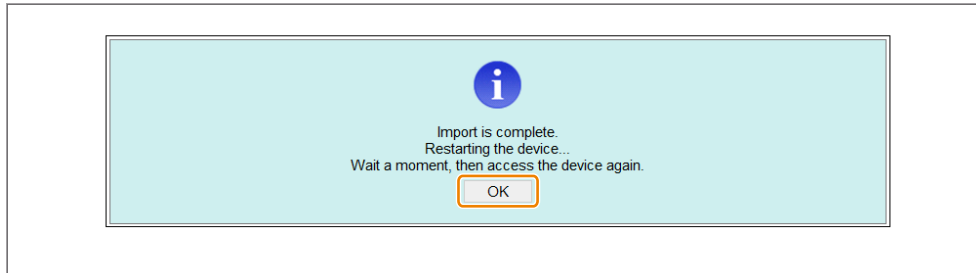 Import is complete.
Restarting the device...
Wait a moment, then access the device again.
OK